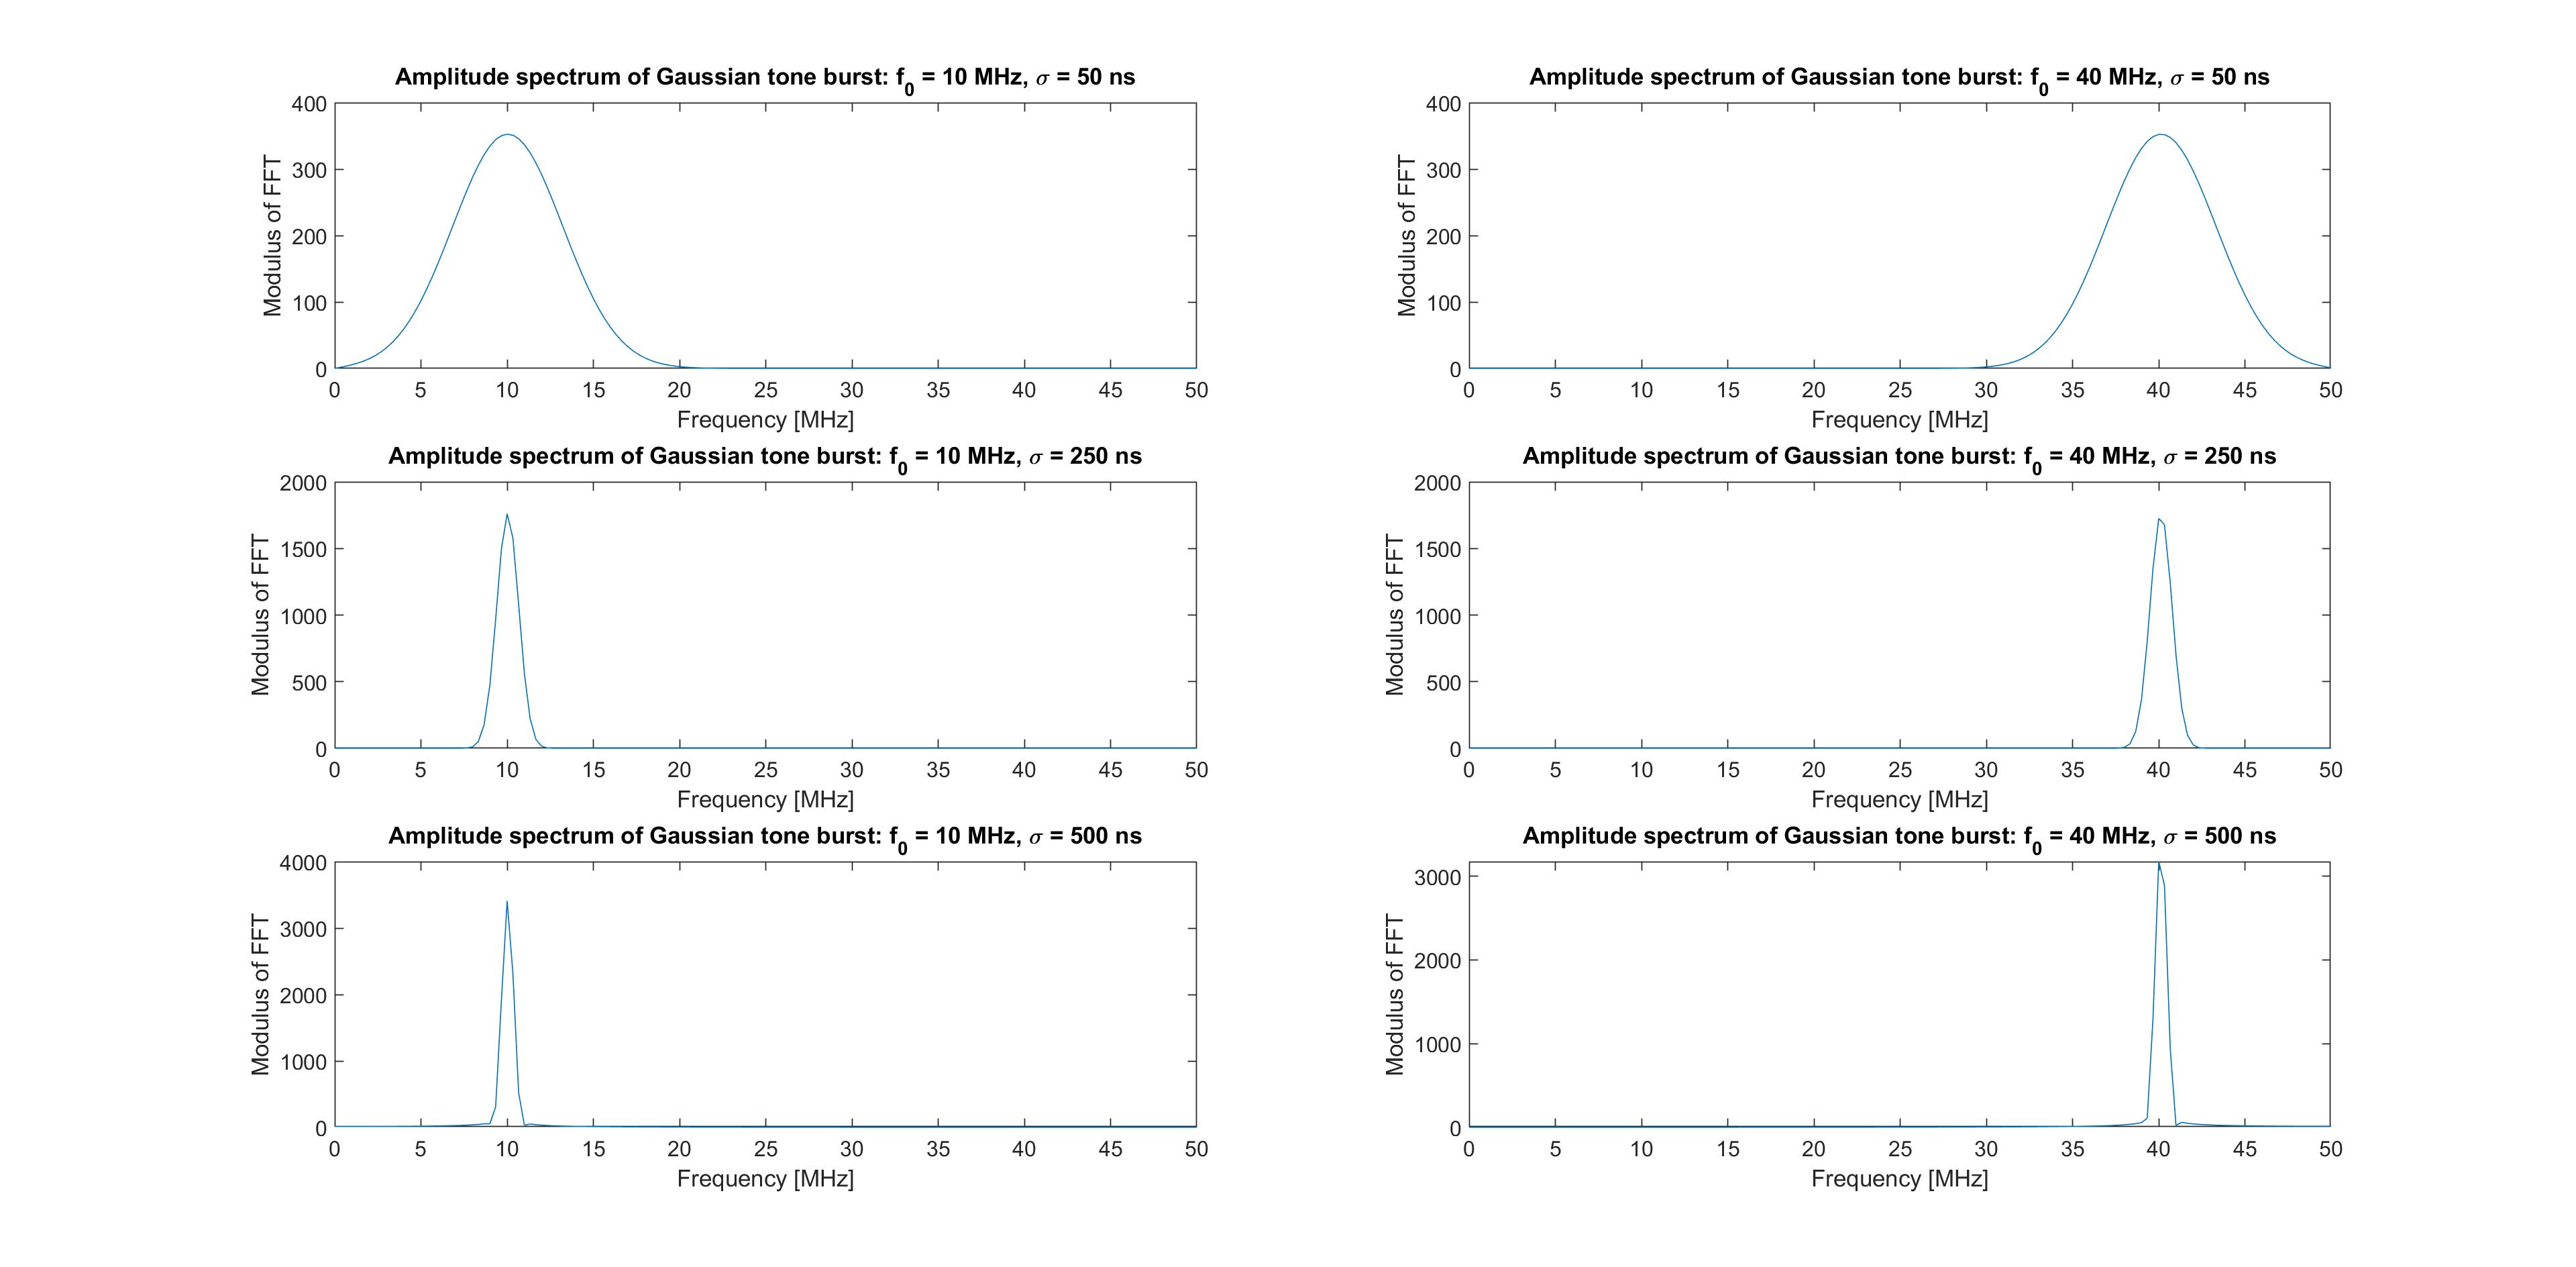 Amplitude spectrum of Gaussian tone burst: f0 = 10 MHz, σ = 50 ns
400
300
200
100
0
Modulus of FFT
0 5 10 15 20 25 30 35 40 45 50
Frequency [MHz]
Amplitude spectrum of Gaussian tone burst: f0 = 40 MHz, σ = 50 ns
400
300
200
100
0
Modulus of FFT
0 5 10 15 20 25 30 35 40 45 50
Frequency [MHz]
Amplitude spectrum of Gaussian tone burst: f0 = 10 MHz, σ = 250 ns
2000
1500
1000
500
0
Modulus of FFT
0 5 10 15 20 25 30 35 40 45 50
Frequency [MHz]
Amplitude spectrum of Gaussian tone burst: f0 = 40 MHz, σ = 250 ns
2000
1500
1000
500
0
Modulus of FFT
0 5 10 15 20 25 30 35 40 45 50
Frequency [MHz]
Amplitude spectrum of Gaussian tone burst: f0 = 10 MHz, σ = 500 ns
4000
3000
2000
1000
0
Modulus of FFT
0 5 10 15 20 25 30 35 40 45 50
Frequency [MHz]
Amplitude spectrum of Gaussian tone burst: f0 = 40 MHz, σ = 500 ns
3000
2000
1000
0
Modulus of FFT
0 5 10 15 20 25 30 35 40 45 50
Frequency [MHz]